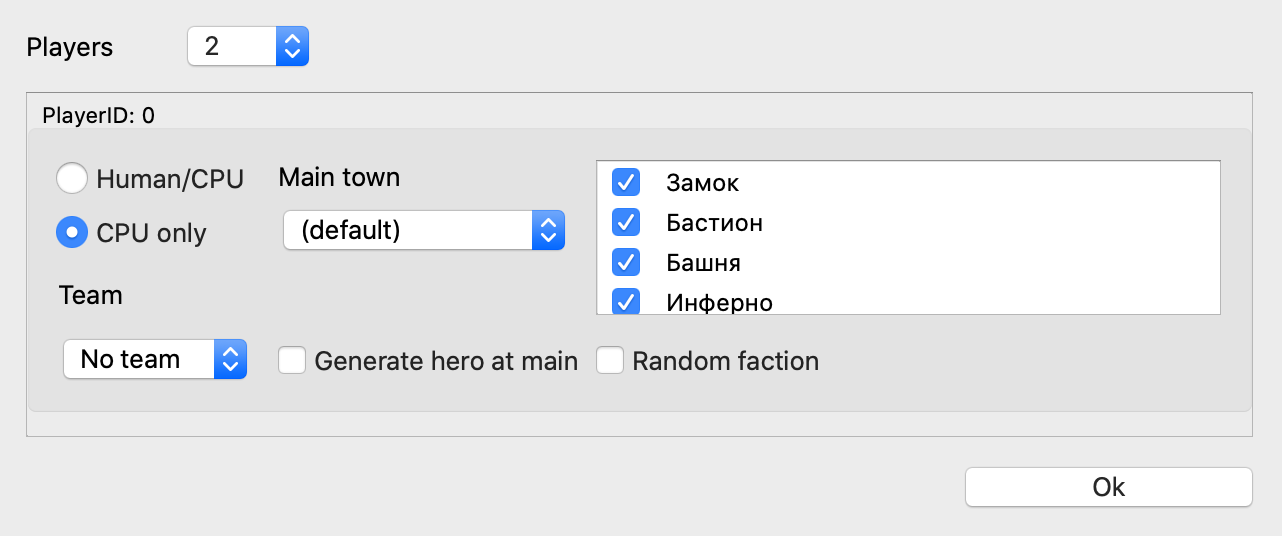 Players
2
PlayerID: 0
Human/CPU
Main town
CPU only
(default)
Замок
Бастион
Башня
Инферно
Team
No team
Generate hero at main
Random faction
Ok